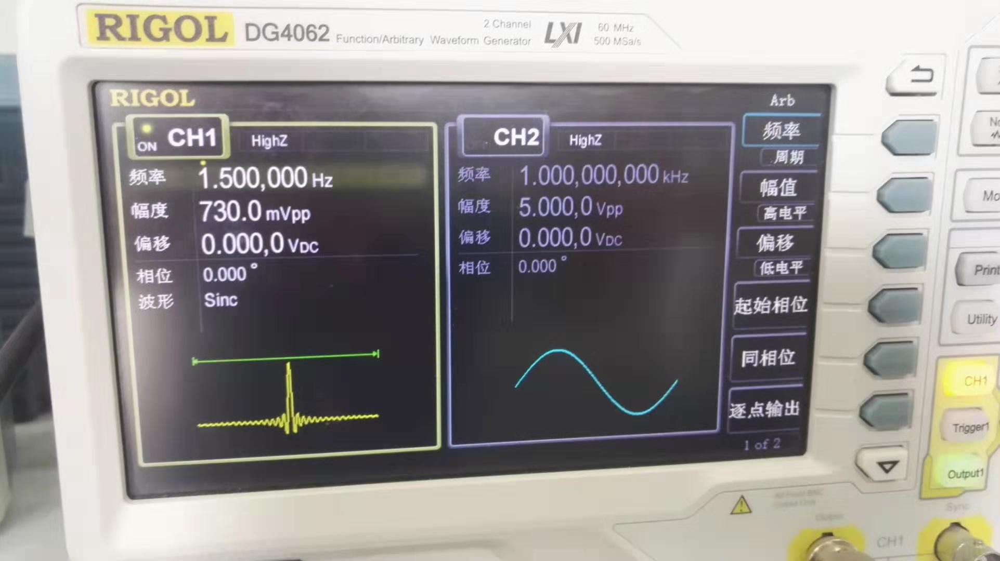 RIGOL DG4062 Function/Arbitrary Waveform Generator
2 Channel
LXI
60 MHz
500 MSa/s
RIGOL
Arb
ON CH1 HighZ
频率 1.500,000 Hz
幅度 730.0 mVpp
偏移 0.000,0 VDC
相位 0.000 °
波形 Sinc
CH2 HighZ
频率 1.000,000,000 kHz
幅度 5.000,0 Vpp
偏移 0.000,0 VDC
相位 0.000 °
频率
周期
幅值
高电平
偏移
低电平
起始相位
同相位
逐点输出
1 of 2
Print
Utility
CH1
Trigger1
Output1
Sync
Output
CH1